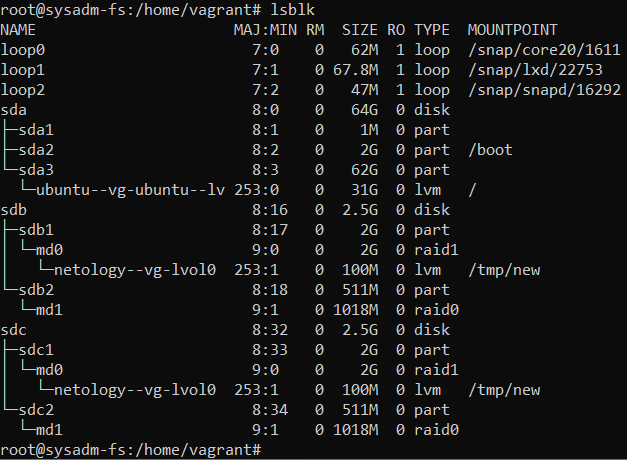 root@sysadm-fs:/home/vagrant# lsblk
NAME                      MAJ:MIN RM  SIZE RO TYPE  MOUNTPOINT
loop0                       7:0    0   62M  1 loop  /snap/core20/1611
loop1                       7:1    0 67.8M  1 loop  /snap/lxd/22753
loop2                       7:2    0   47M  1 loop  /snap/snapd/16292
sda                         8:0    0   64G  0 disk
├─sda1                      8:1    0    1M  0 part
├─sda2                      8:2    0    2G  0 part  /boot
└─sda3                      8:3    0   62G  0 part
  └─ubuntu--vg-ubuntu--lv 253:0    0   31G  0 lvm   /
sdb                         8:16   0  2.5G  0 disk
├─sdb1                      8:17   0    2G  0 part
│ └─md0                     9:0    0    2G  0 raid1
│   └─netology--vg-lvol0  253:1    0  100M  0 lvm   /tmp/new
└─sdb2                      8:18   0  511M  0 part
  └─md1                     9:1    0 1018M  0 raid0
sdc                         8:32   0  2.5G  0 disk
├─sdc1                      8:33   0    2G  0 part
│ └─md0                     9:0    0    2G  0 raid1
│   └─netology--vg-lvol0  253:1    0  100M  0 lvm   /tmp/new
└─sdc2                      8:34   0  511M  0 part
  └─md1                     9:1    0 1018M  0 raid0
root@sysadm-fs:/home/vagrant#